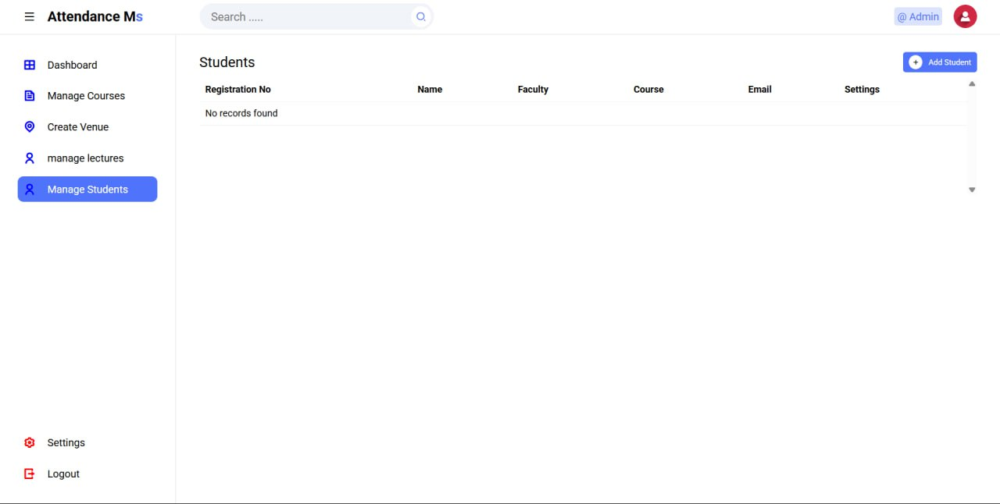 Attendance Ms
Search .....
@ Admin
Dashboard
Manage Courses
Create Venue
manage lectures
Manage Students
Settings
Logout
Students
Add Student
Registration No Name Faculty Course Email Settings
No records found